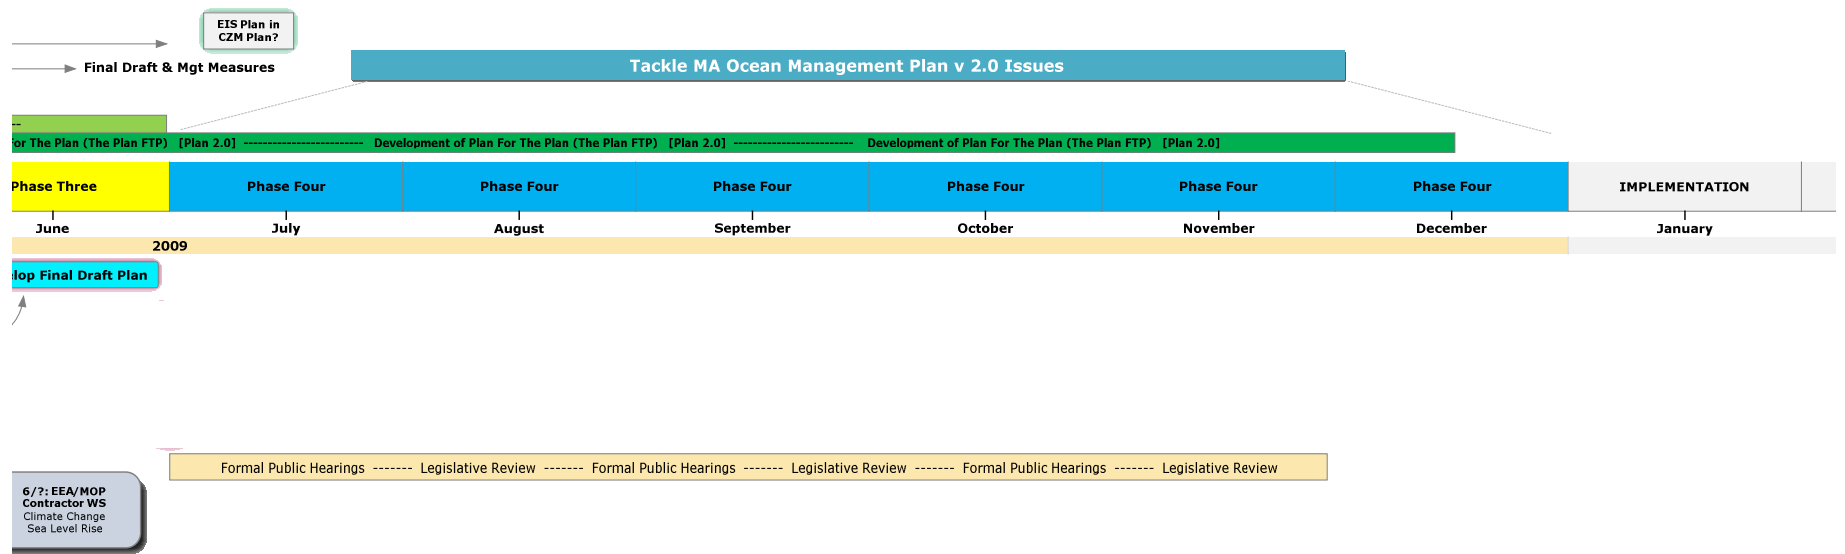 EIS Plan in
CZM Plan?
Final Draft & Mgt Measures
Tackle MA Ocean Management Plan v 2.0 Issues
--
For The Plan (The Plan FTP) [Plan 2.0] ------------------------- Development of Plan For The Plan (The Plan FTP) [Plan 2.0] ------------------------- Development of Plan For The Plan (The Plan FTP) [Plan 2.0]
Phase Three Phase Four Phase Four Phase Four Phase Four Phase Four Phase Four IMPLEMENTATION
June July August September October November December January
2009
lop Final Draft Plan
Formal Public Hearings ------- Legislative Review ------- Formal Public Hearings ------- Legislative Review ------- Formal Public Hearings ------- Legislative Review
6/?: EEA/MOP
Contractor WS
Climate Change
Sea Level Rise